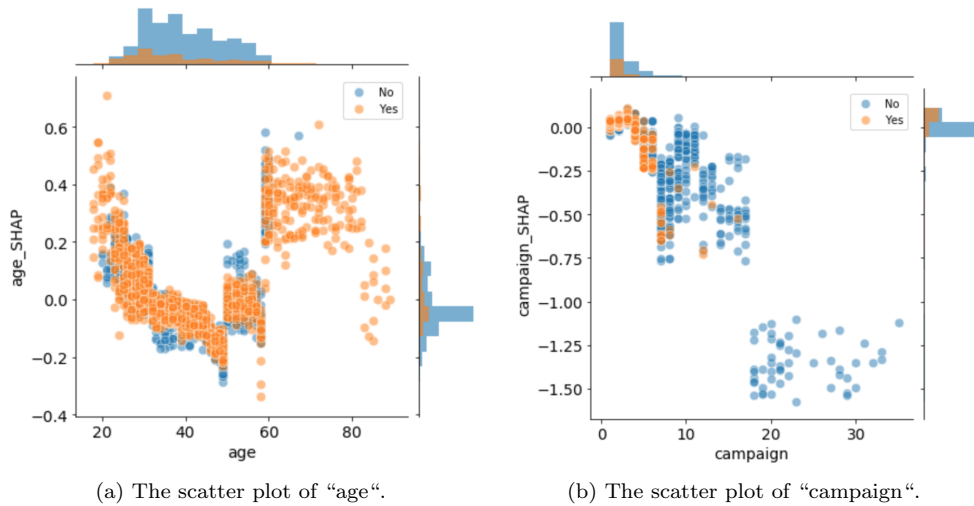 No
Yes
0.6
0.4
0.2
0.0
−0.2
−0.4
age_SHAP
20
40
60
80
age
(a) The scatter plot of “age“.
No
Yes
0.00
−0.25
−0.50
−0.75
−1.00
−1.25
−1.50
campaign_SHAP
0
10
20
30
campaign
(b) The scatter plot of “campaign“.